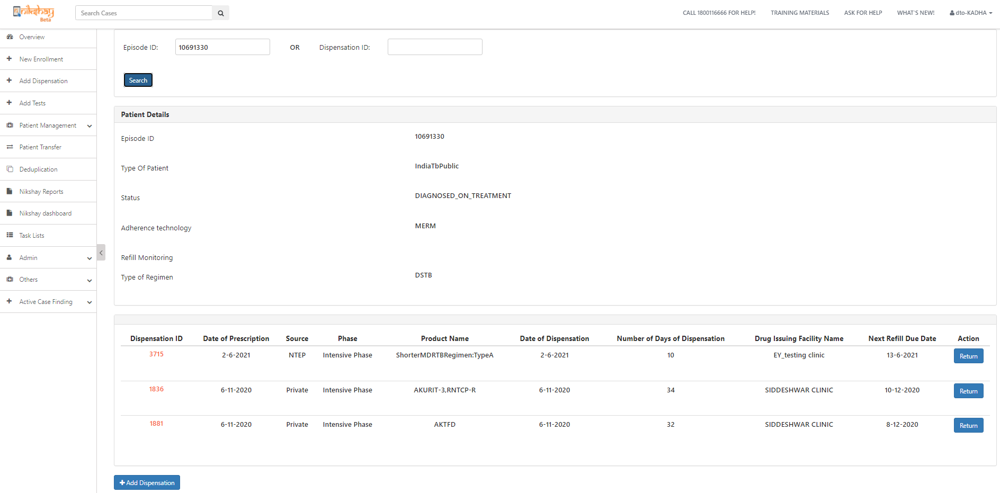 nikshay
Beta
Search Cases
CALL 1800116666 FOR HELP! TRAINING MATERIALS ASK FOR HELP WHAT'S NEW! dto-KADHA
Overview
New Enrollment
Add Dispensation
Add Tests
Patient Management
Patient Transfer
Deduplication
Nikshay Reports
Nikshay dashboard
Task Lists
Admin
Others
Active Case Finding
Episode ID: 10691330 OR Dispensation ID:
Search
Patient Details
Episode ID 10691330
Type Of Patient IndiaTbPublic
Status DIAGNOSED_ON_TREATMENT
Adherence technology MERM
Refill Monitoring
Type of Regimen DSTB
Dispensation ID Date of Prescription Source Phase Product Name Date of Dispensation Number of Days of Dispensation Drug Issuing Facility Name Next Refill Due Date Action
3715 2-6-2021 NTEP Intensive Phase ShorterMDRTBRegimen:TypeA 2-6-2021 10 EY_testing clinic 13-6-2021 Return
1836 6-11-2020 Private Intensive Phase AKURIT-3,RNTCP-R 6-11-2020 34 SIDDESHWAR CLINIC 10-12-2020 Return
1881 6-11-2020 Private Intensive Phase AKTFD 6-11-2020 32 SIDDESHWAR CLINIC 8-12-2020 Return
Add Dispensation